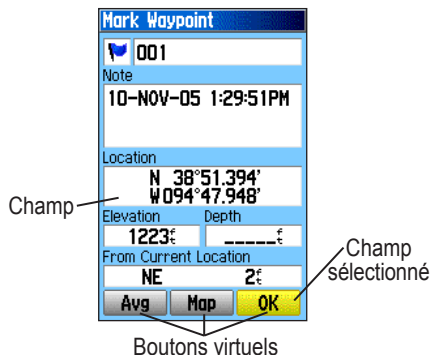 Mark Waypoint
001
Note
10-NOV-05 1:29:51PM
Location
N 38°51.394'
W094°47.948'
Champ
Elevation Depth
1223ft _____ft
From Current Location
NE 2ft
Champ
sélectionné
Avg Map OK
Boutons virtuels